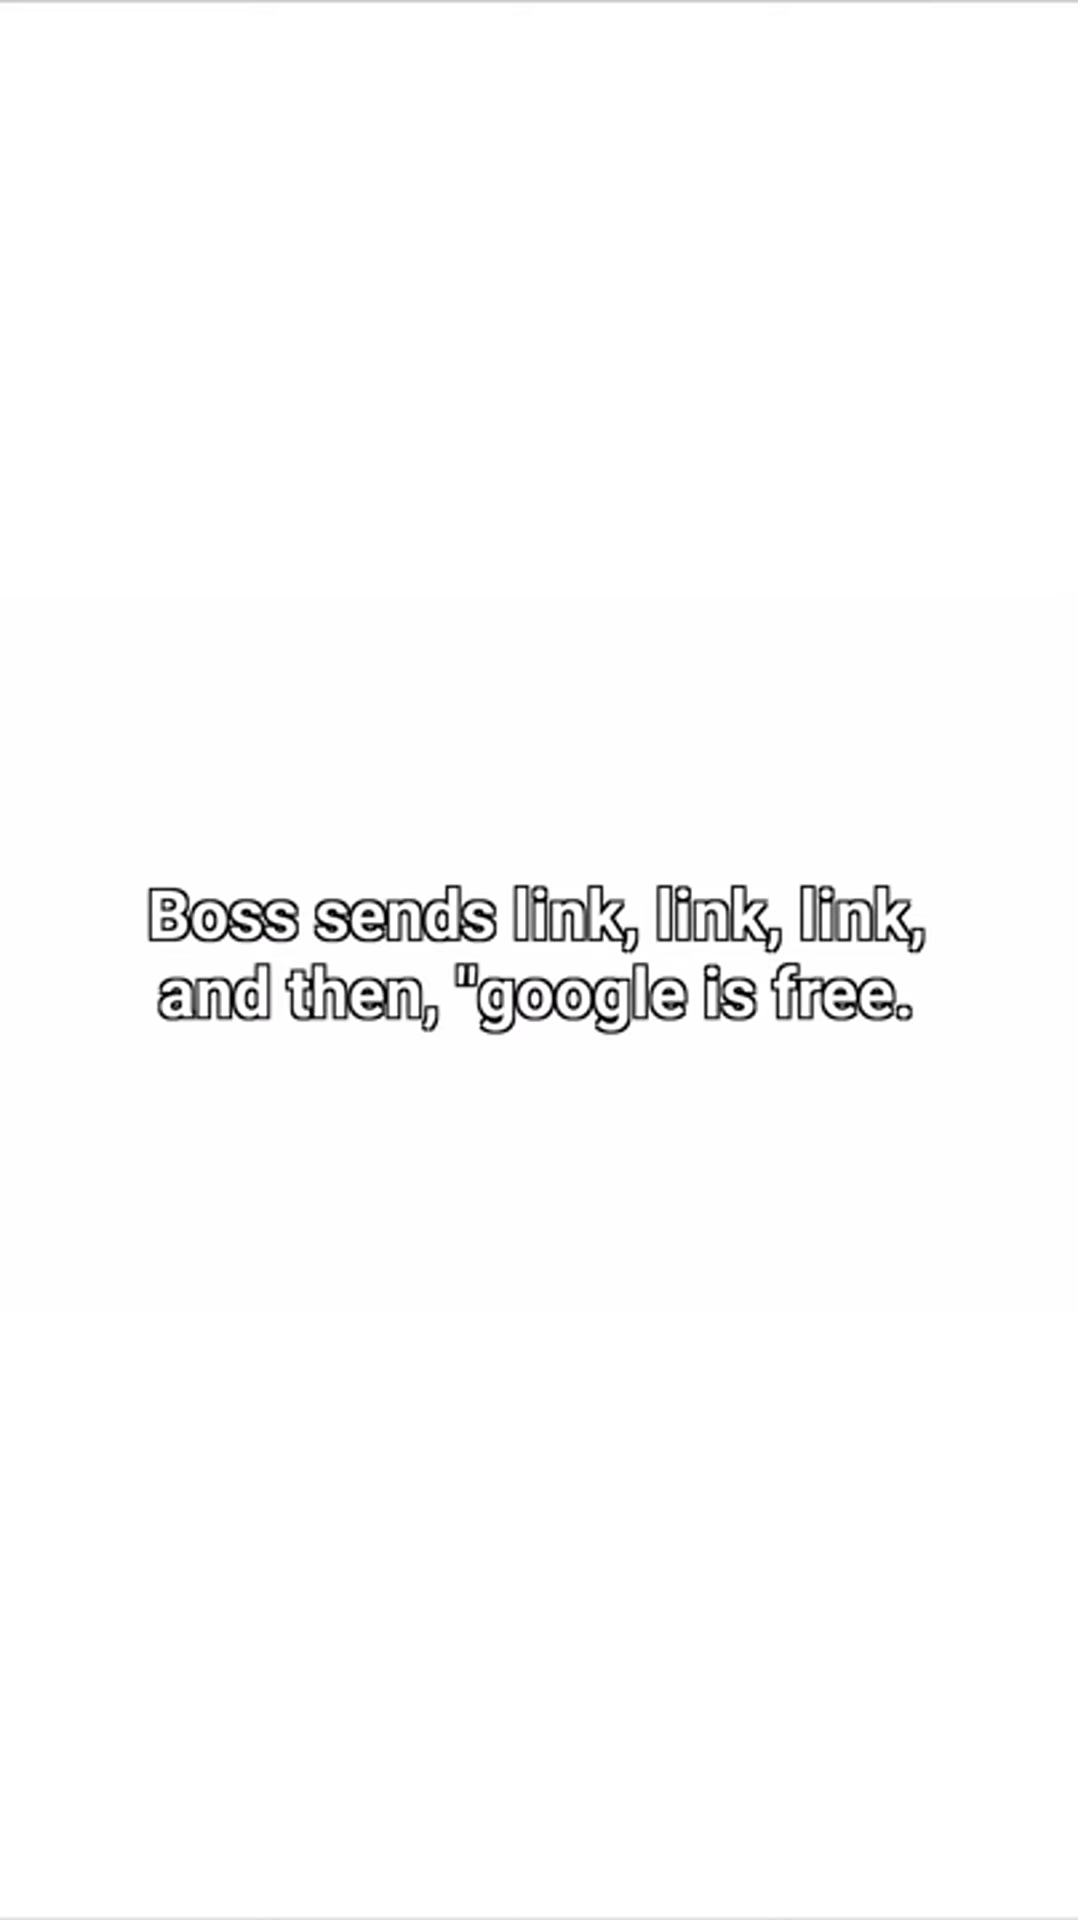 Boss sends link, link, link,
and then, "google is free.